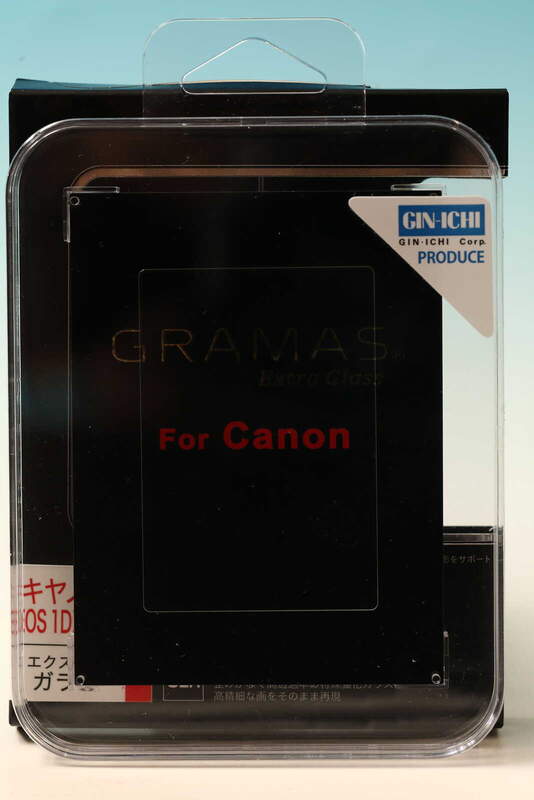 GIN-ICHI
GIN-ICHI Corp.
PRODUCE
GRAMAS
Extra Glass
For Canon
をサポート
キヤ
EOS 1D
エクス
ガラ
高精細な画をそのまま再現